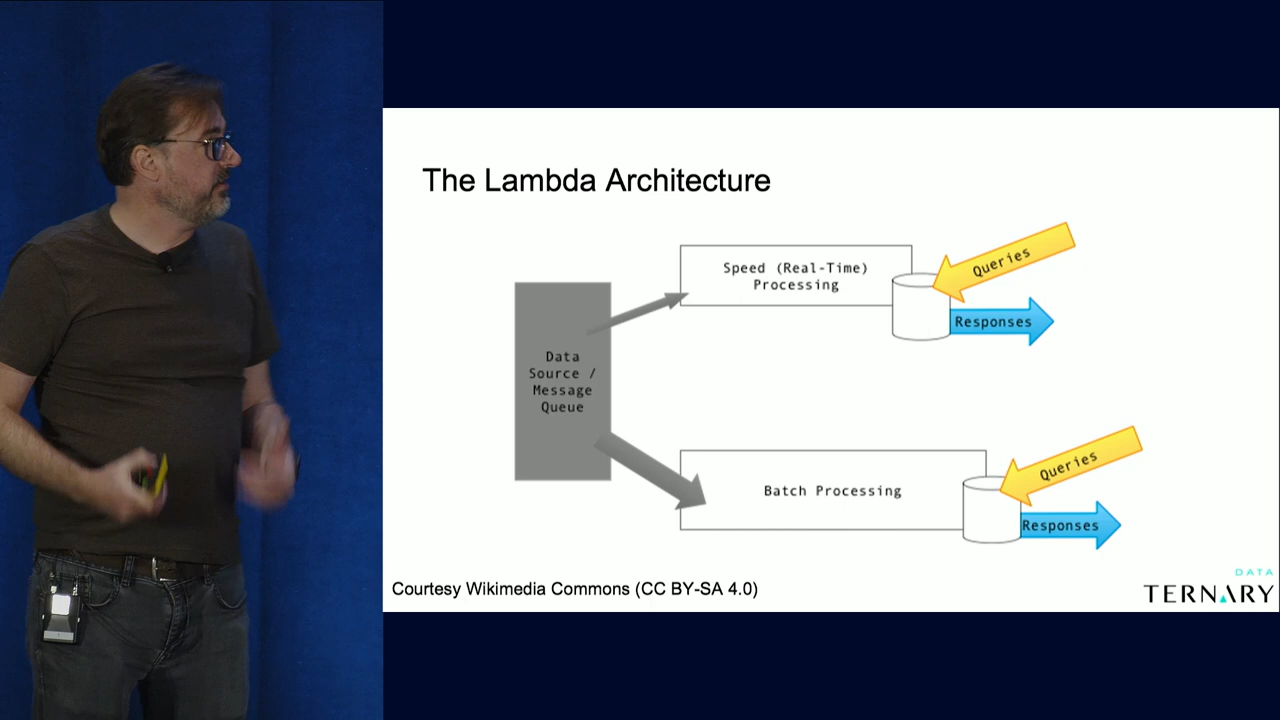 The Lambda Architecture
Speed (Real-Time)
Processing
Queries
Responses
Data
Source /
Message
Queue
Batch Processing
Queries
Responses
Courtesy Wikimedia Commons (CC BY-SA 4.0)
DATA
TERNARY